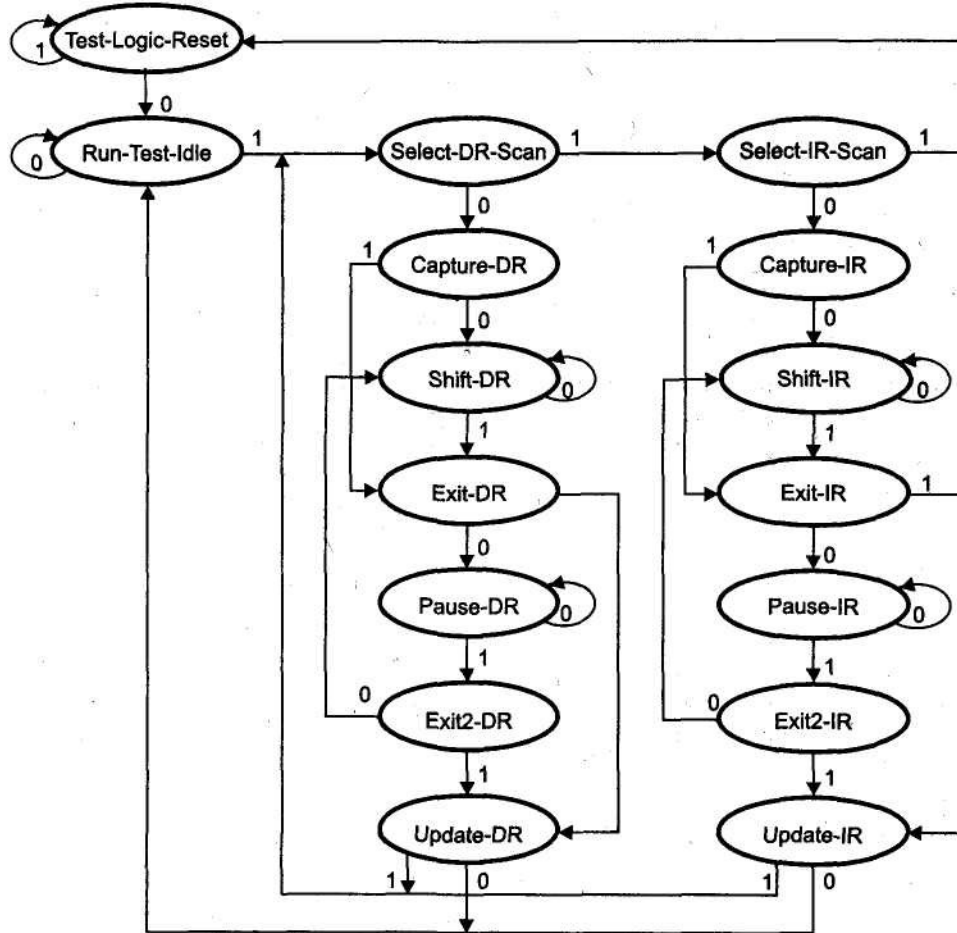 Test-Logic-Reset
1
0
Run-Test-Idle
0
1
Select-DR-Scan
1
Select-IR-Scan
1
0
0
1
Capture-DR
1
Capture-IR
0
0
Shift-DR
0
Shift-IR
0
1
1
Exit-DR
Exit-IR
1
0
0
Pause-DR
0
Pause-IR
0
1
1
0
Exit2-DR
0
Exit2-IR
1
1
Update-DR
Update-IR
1
0
1
0